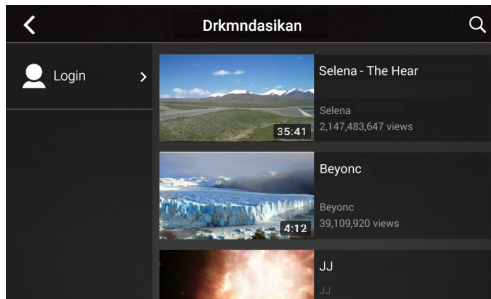 Drkmndasikan
Login
35:41
Selena - The Hear
Selena
2,147,483,647 views
4:12
Beyonc
Beyonc
39,109,920 views
JJ
JJ